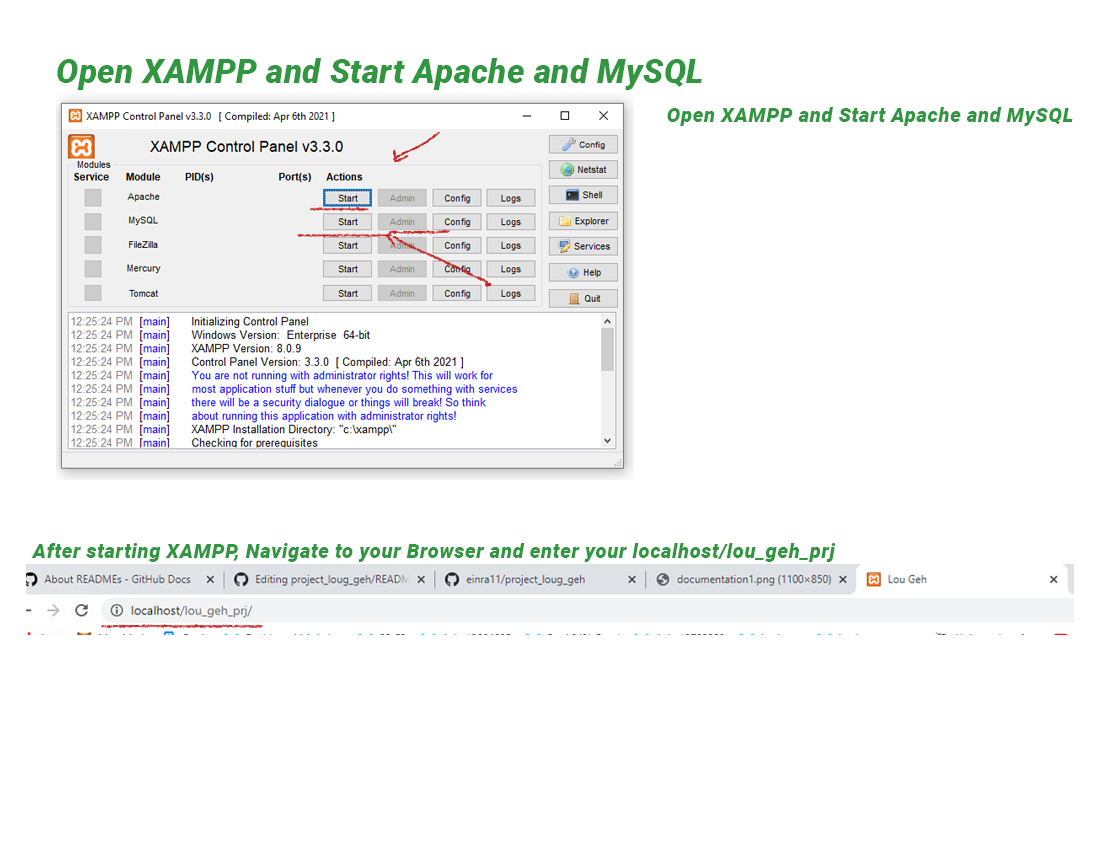 Open XAMPP and Start Apache and MySQL
Open XAMPP and Start Apache and MySQL
XAMPP Control Panel v3.3.0 [ Compiled: Apr 6th 2021 ]
XAMPP Control Panel v3.3.0
Config
Modules
Service Module PID(s) Port(s) Actions
Netstat
Apache Start Admin Config Logs
Shell
MySQL Start Admin Config Logs
Explorer
FileZilla Start Admin Config Logs
Services
Mercury Start Admin Config Logs
Help
Tomcat Start Admin Config Logs
Quit
12:25:24 PM [main] Initializing Control Panel
12:25:24 PM [main] Windows Version: Enterprise 64-bit
12:25:24 PM [main] XAMPP Version: 8.0.9
12:25:24 PM [main] Control Panel Version: 3.3.0 [ Compiled: Apr 6th 2021 ]
12:25:24 PM [main] You are not running with administrator rights! This will work for
12:25:24 PM [main] most application stuff but whenever you do something with services
12:25:24 PM [main] there will be a security dialogue or things will break! So think
12:25:24 PM [main] about running this application with administrator rights!
12:25:24 PM [main] XAMPP Installation Directory: "c:\xampp\"
12:25:24 PM [main] Checking for prerequisites
After starting XAMPP, Navigate to your Browser and enter your localhost/lou_geh_prj
About READMEs - GitHub Docs Editing project_loug_geh/READM einra11/project_loug_geh documentation1.png (1100×850) Lou Geh
localhost/lou_geh_prj/